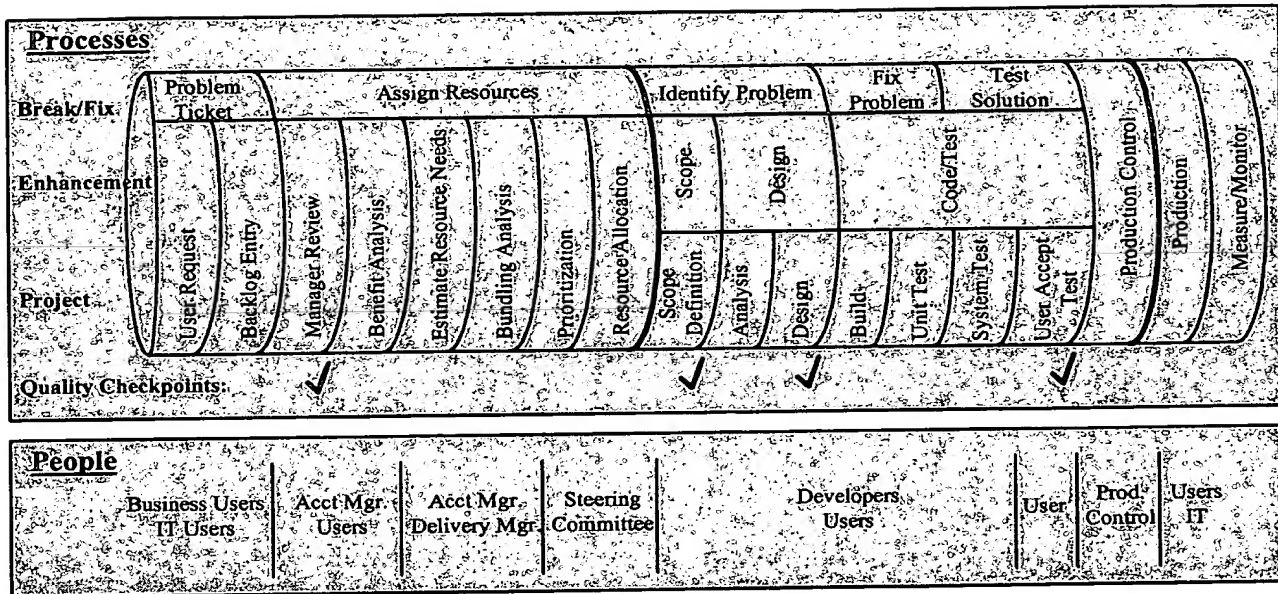 Processes
Break/Fix
Problem
Ticket
Assign Resources
Identify Problem
Fix
Problem
Test
Solution
Enhancement
Scope
Design
Code/Test
Project
User Request
Backlog Entry
Manager Review
Benefit Analysis
Estimate Resource Needs
Bundling Analysis
Prioritization
Resource Allocation
Scope
Definition
Analysis
Design
Build
Unit Test
System Test
User Accept
Test
Production Control
Production
Measure/Monitor
Quality Checkpoints:
People
Business Users
IT Users
Acct Mgr.
Users
Acct Mgr.
Delivery Mgr.
Steering
Committee
Developers
Users
User
Prod.
Control
Users
IT